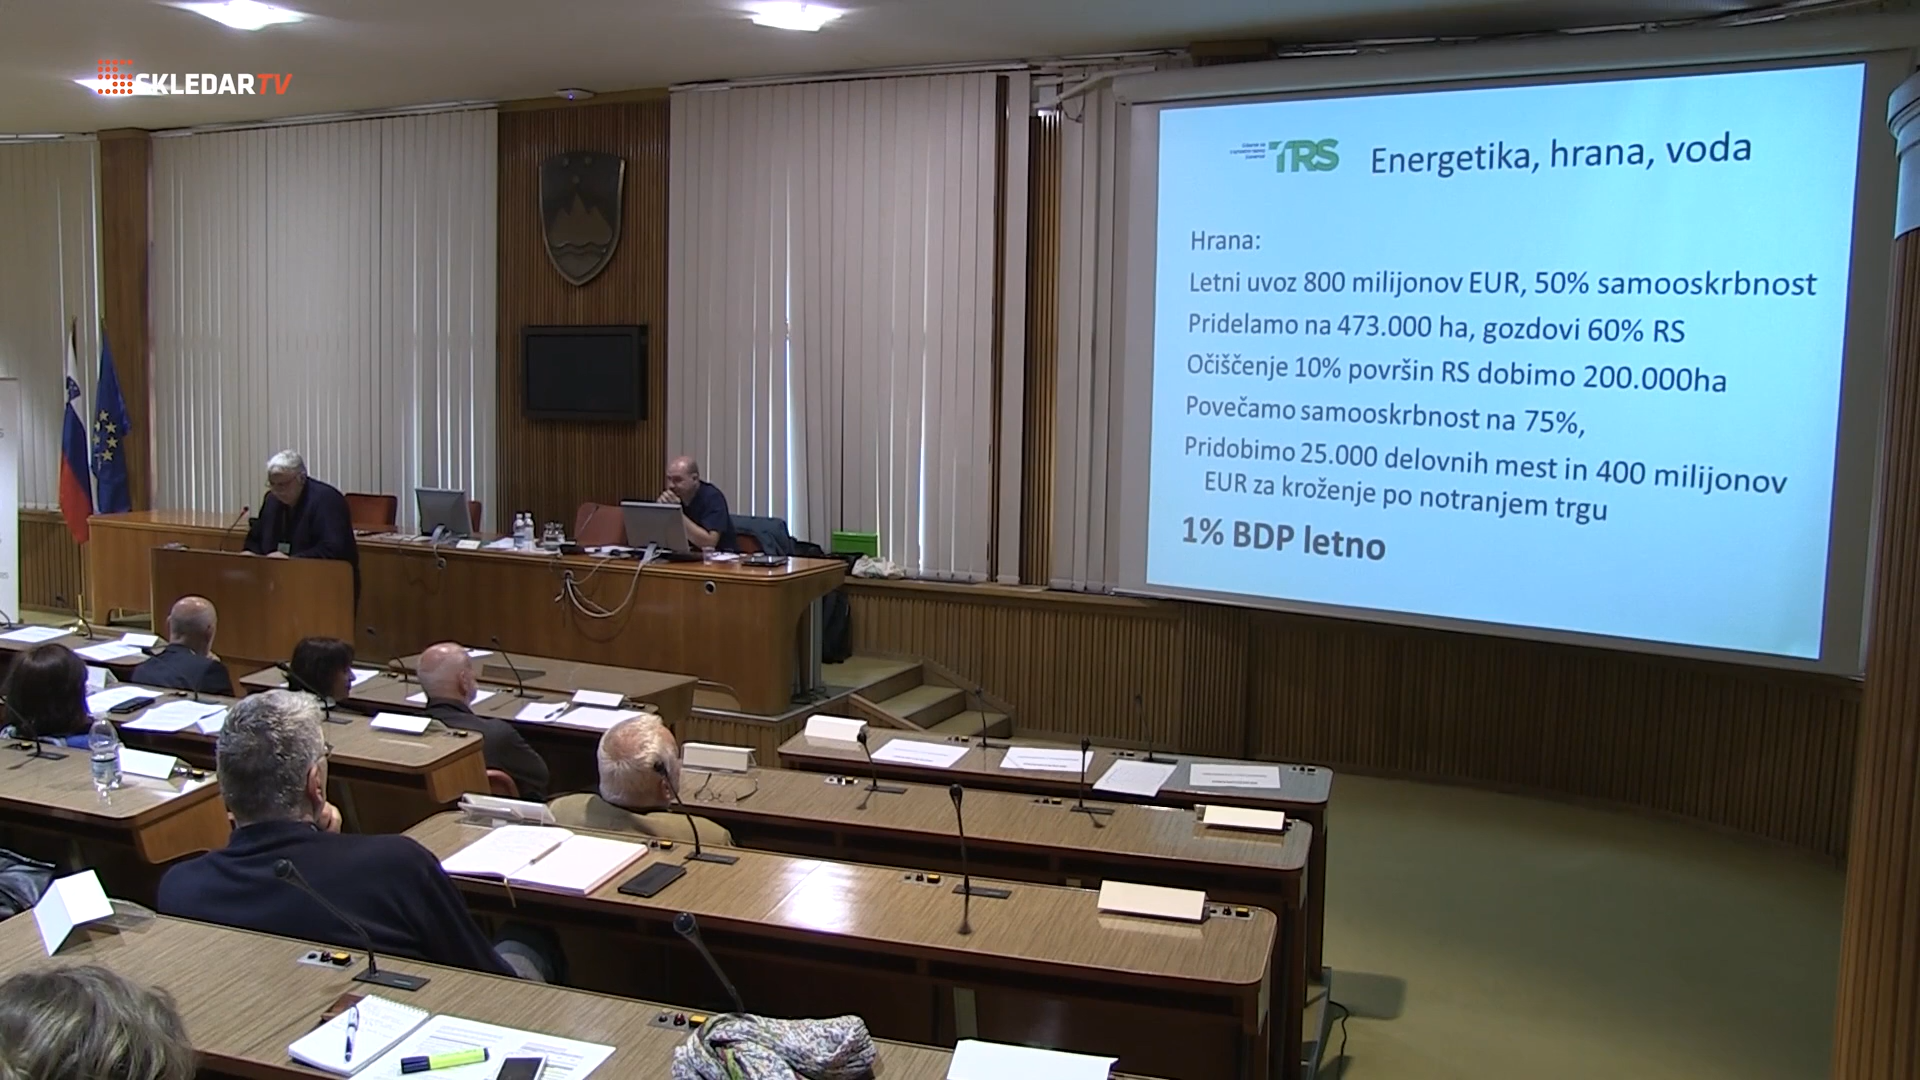 SKLEDARTV
TRS
Energetika, hrana, voda
Hrana:
Letni uvoz 800 milijonov EUR, 50% samooskrbnost
Pridelamo na 473.000 ha, gozdovi 60% RS
Očiščenje 10% površin RS dobimo 200.000ha
Povečamo samooskrbnost na 75%,
Pridobimo 25.000 delovnih mest in 400 milijonov
EUR za kroženje po notranjem trgu
1% BDP letno